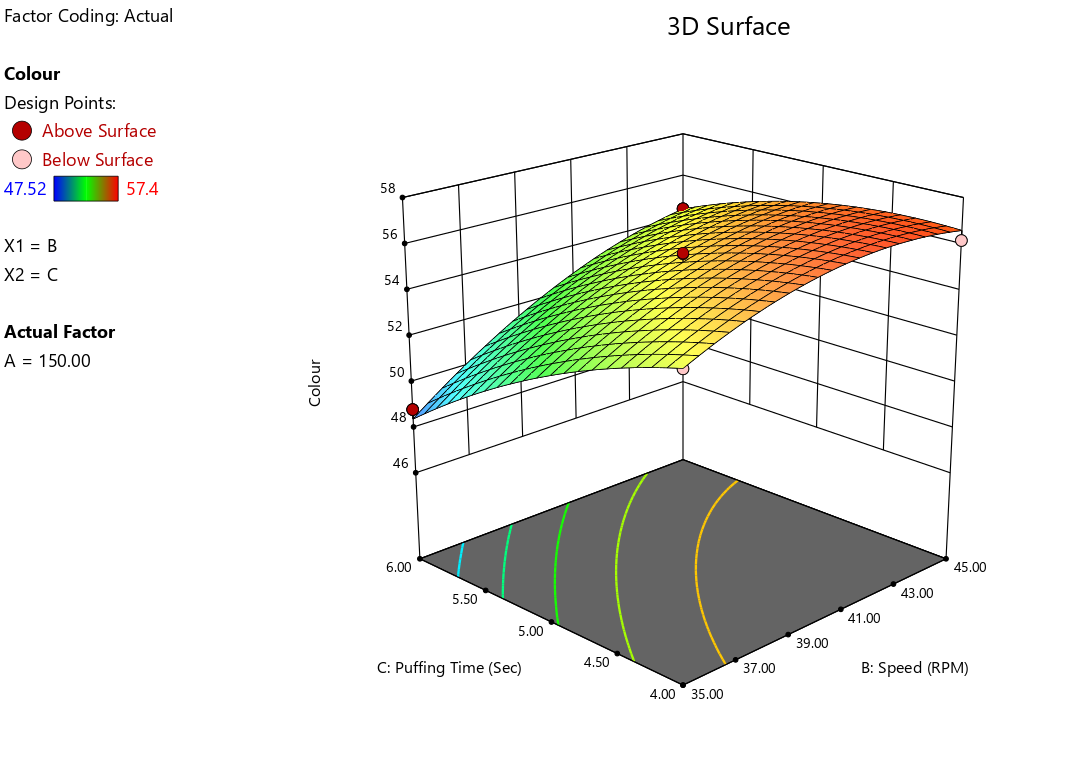 Factor Coding: Actual
3D Surface
Colour
Design Points:
Above Surface
Below Surface
47.52 57.4
X1 = B
X2 = C
Actual Factor
A = 150.00
58
56
54
52
50
48
46
Colour
6.00
5.50
5.00
4.50
4.00
35.00
37.00
39.00
41.00
43.00
45.00
C: Puffing Time (Sec)
B: Speed (RPM)